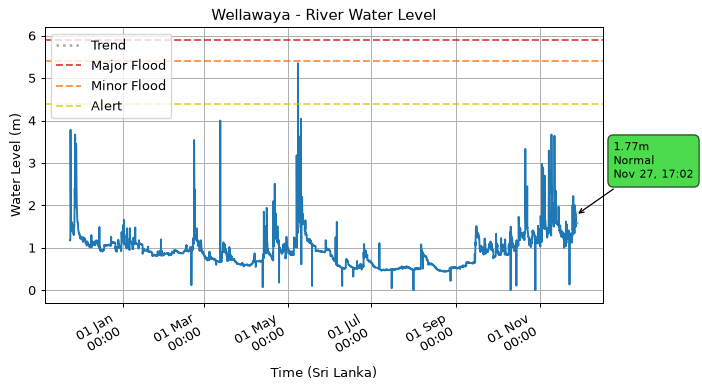 Wellawaya - River Water Level
Water Level (m)
6
5
4
3
2
1
0
Trend
Major Flood
Minor Flood
Alert
1.77m
Normal
Nov 27, 17:02
01 Jan
00:00
01 Mar
00:00
01 May
00:00
01 Jul
00:00
01 Sep
00:00
01 Nov
00:00
Time (Sri Lanka)